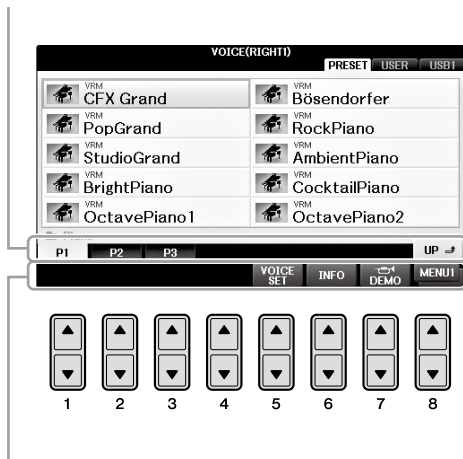 VOICE(RIGHT1)
PRESET USER USB1
VRM
CFX Grand
VRM
Bösendorfer
VRM
PopGrand
VRM
RockPiano
VRM
StudioGrand
VRM
AmbientPiano
VRM
BrightPiano
VRM
CocktailPiano
VRM
OctavePiano1
VRM
OctavePiano2
P1 P2 P3 UP
VOICE SET INFO DEMO MENU1
1 2 3 4 5 6 7 8